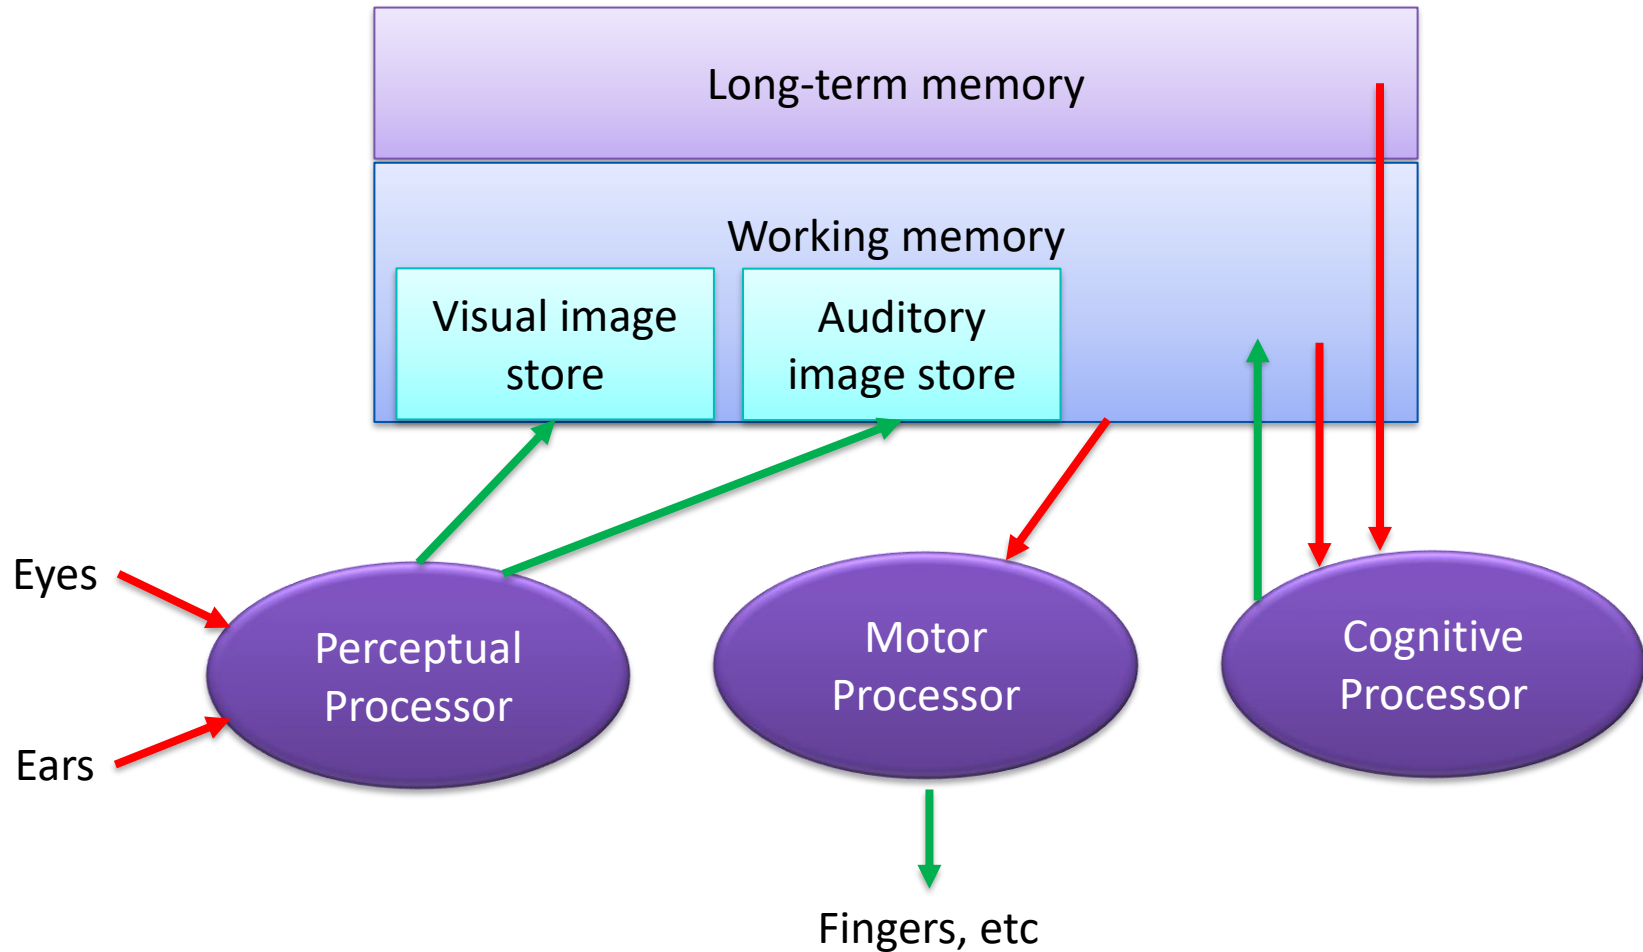 Long-term memory
Working memory
Visual image
store
Auditory
image store
Eyes
Ears
Perceptual
Processor
Motor
Processor
Cognitive
Processor
Fingers, etc